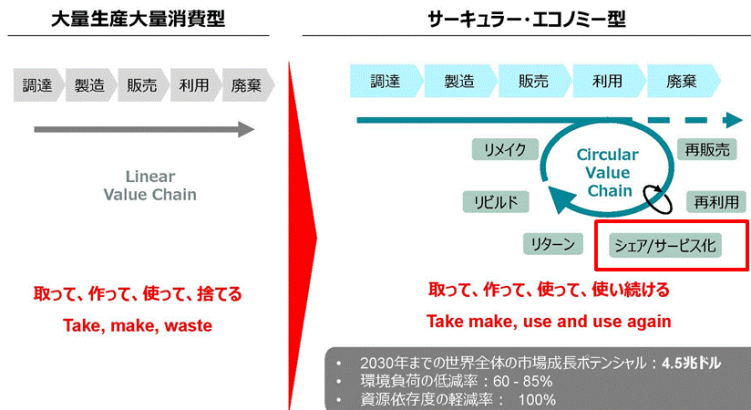 大量生産大量消費型
調達 製造 販売 利用 廃棄
Linear
Value Chain
取って、作って、使って、捨てる
Take, make, waste
サーキュラー・エコノミー型
調達 製造 販売 利用 廃棄
リメイク
Circular
Value
Chain
再販売
リビルド
再利用
リターン
シェア/サービス化
取って、作って、使って、使い続ける
Take make, use and use again
• 2030年までの世界全体の市場成長ポテンシャル：4.5兆ドル
• 環境負荷の低減率：60 - 85%
• 資源依存度の軽減率： 100%